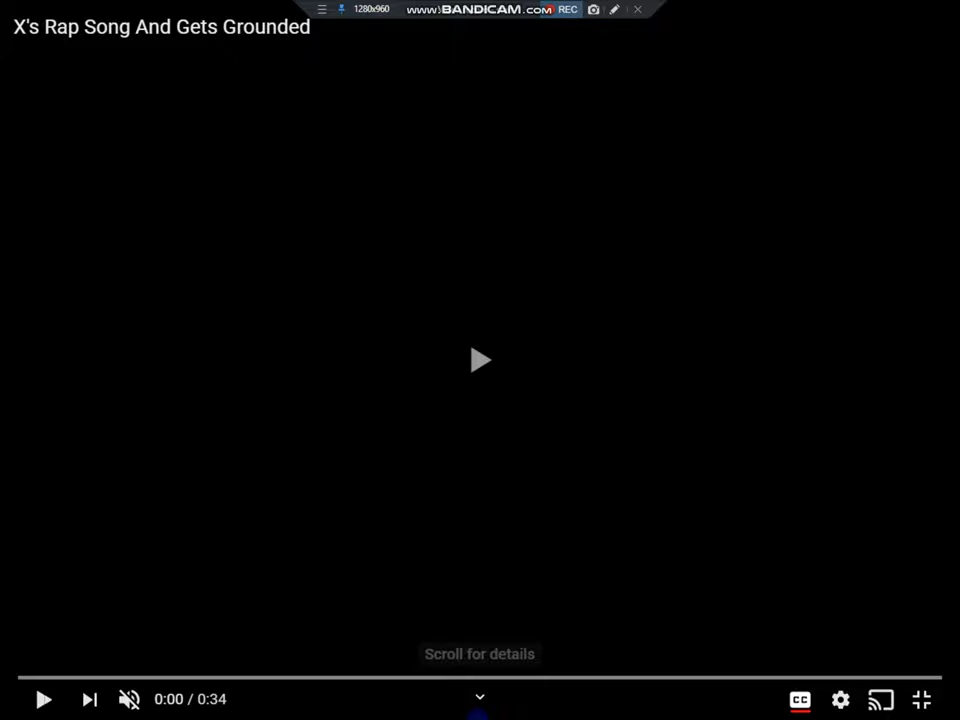 1280x960
www.BANDICAM.com
REC
X's Rap Song And Gets Grounded
Scroll for details
0:00 / 0:34
CC